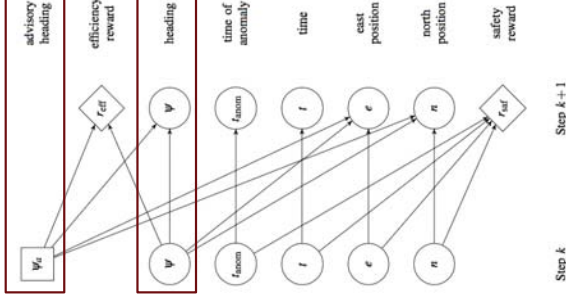 advisory
heading
efficiency
reward
heading
time of
anomaly
time
east
position
north
position
safety
reward
ψₐ
r_eff
ψ
ψ
t_anom
t_anom
t
t
e
e
n
n
r_saf
Step k
Step k + 1